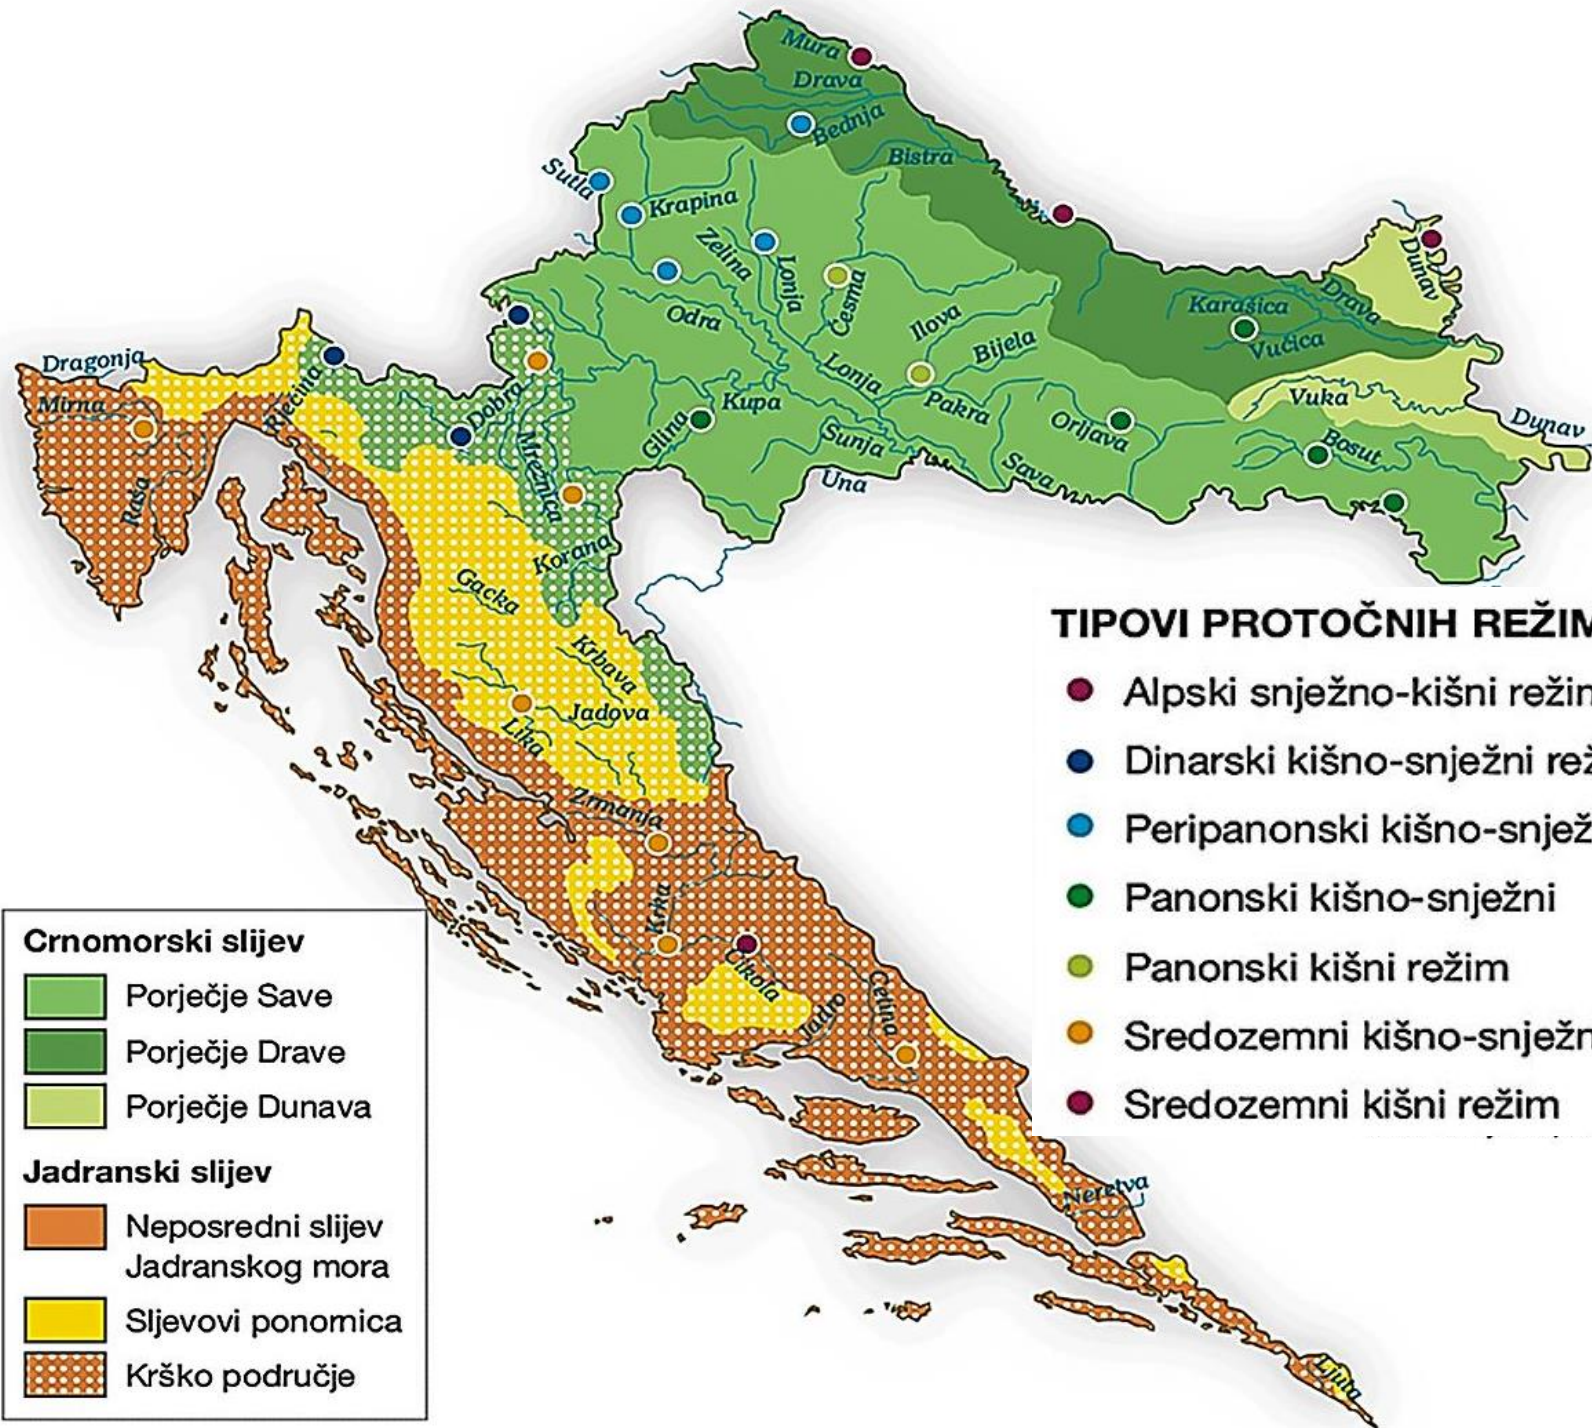 Mura
Drava
Bednja
Bistra
Sutla
Krapina
Zelina
Lonja
Česma
Odra
Ilova
Bijela
Karašica
Drava
Dunav
Vučica
Dragonja
Mirna
Rječina
Dobra
Lonja
Pakra
Kupa
Glina
Sunja
Orljava
Vuka
Dunav
Bosut
Raša
Mrežnica
Una
Sava
Korana
Gacka
Krbava
Jadova
Lika
Zrmanja
Krka
Čikola
Jadro
Cetina
Neretva
Ljuta
TIPOVI PROTOČNIH REŽIM
Alpski snježno-kišni režim
Dinarski kišno-snježni rež
Peripanonski kišno-snjež
Panonski kišno-snježni
Panonski kišni režim
Sredozemni kišno-snježn
Sredozemni kišni režim
Crnomorski slijev
Porječje Save
Porječje Drave
Porječje Dunava
Jadranski slijev
Neposredni slijev
Jadranskog mora
Sljevovi ponornica
Krško područje